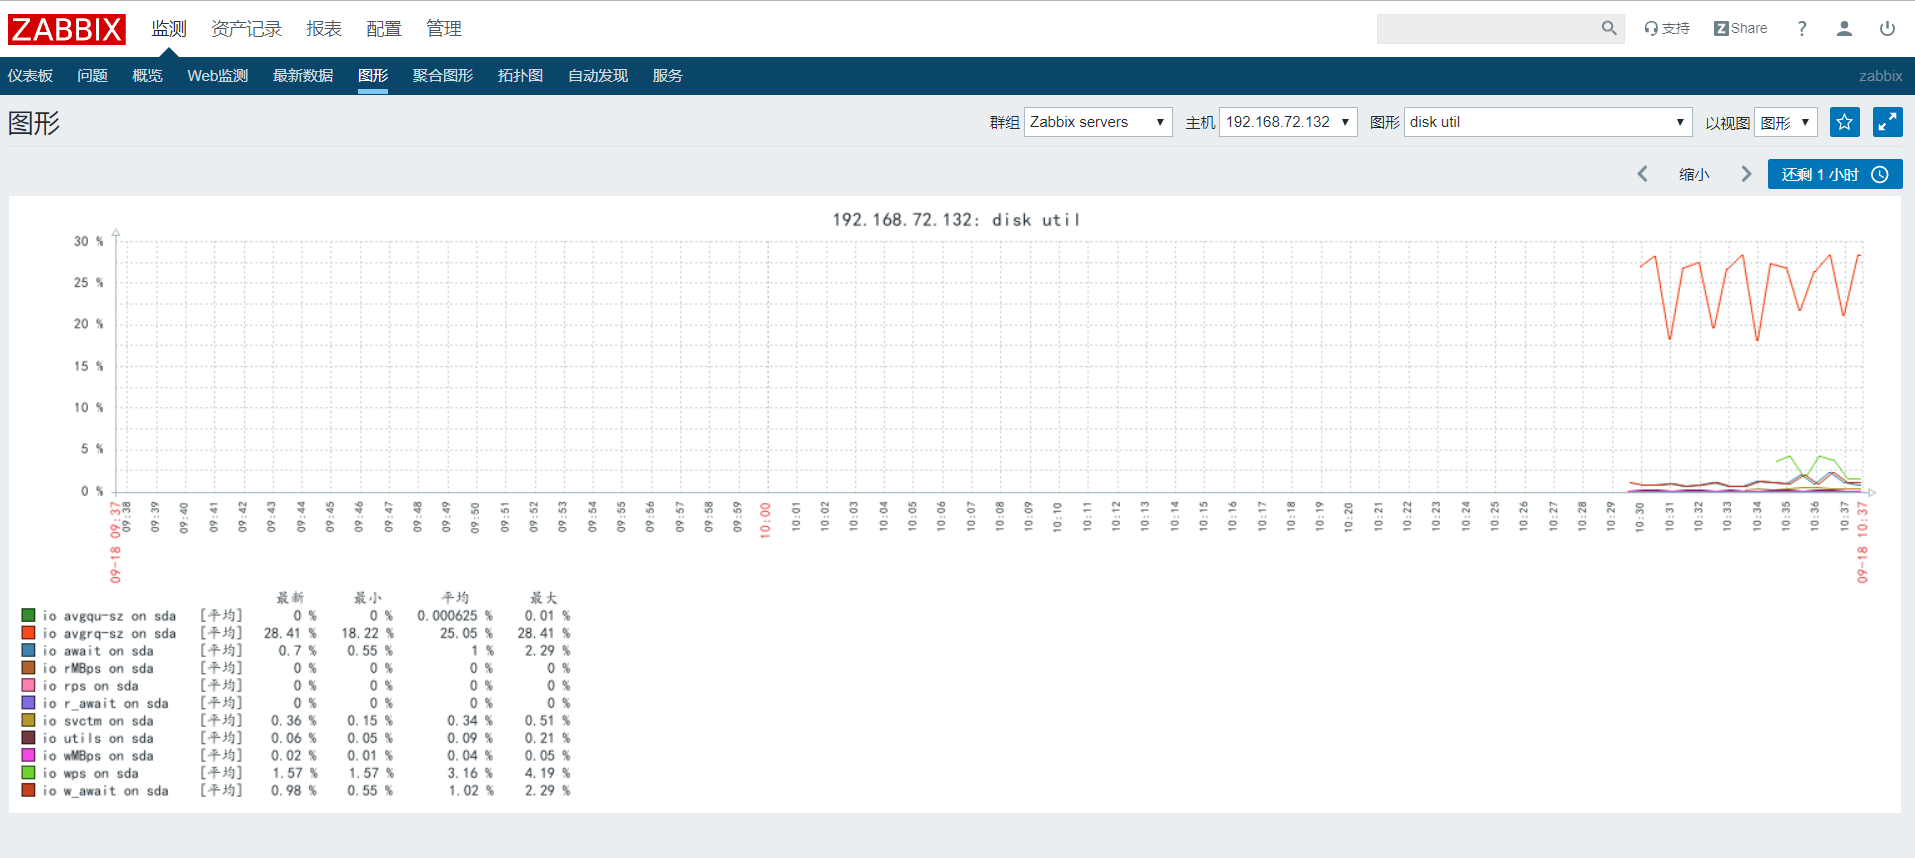 ZABBIX 监测 资产记录 报表 配置 管理 支持 Z Share ?
仪表板 问题 概览 Web监测 最新数据 图形 聚合图形 拓扑图 自动发现 服务 zabbix
图形 群组 Zabbix servers 主机 192.168.72.132 图形 disk util 以视图 图形
缩小 还剩 1 小时
192.168.72.132: disk util
30 %
25 %
20 %
15 %
10 %
5 %
0 %
09-18 09:37 09:38 09:39 09:40 09:41 09:42 09:43 09:44 09:45 09:46 09:47 09:48 09:49 09:50 09:51 09:52 09:53 09:54 09:55 09:56 09:57 09:58 09:59 10:00 10:01 10:02 10:03 10:04 10:05 10:06 10:07 10:08 10:09 10:10 10:11 10:12 10:13 10:14 10:15 10:16 10:17 10:18 10:19 10:20 10:21 10:22 10:23 10:24 10:25 10:26 10:27 10:28 10:29 10:30 10:31 10:32 10:33 10:34 10:35 10:36 10:37 09-18 10:37
最新 最小 平均 最大
io avgqu-sz on sda [平均] 0 % 0 % 0.000625 % 0.01 %
io avgrq-sz on sda [平均] 28.41 % 18.22 % 25.05 % 28.41 %
io await on sda [平均] 0.7 % 0.55 % 1 % 2.29 %
io rMBps on sda [平均] 0 % 0 % 0 % 0 %
io rps on sda [平均] 0 % 0 % 0 % 0 %
io r_await on sda [平均] 0 % 0 % 0 % 0 %
io svctm on sda [平均] 0.36 % 0.15 % 0.34 % 0.51 %
io utils on sda [平均] 0.06 % 0.05 % 0.09 % 0.21 %
io wMBps on sda [平均] 0.02 % 0.01 % 0.04 % 0.05 %
io wps on sda [平均] 1.57 % 1.57 % 3.16 % 4.19 %
io w_await on sda [平均] 0.98 % 0.55 % 1.02 % 2.29 %